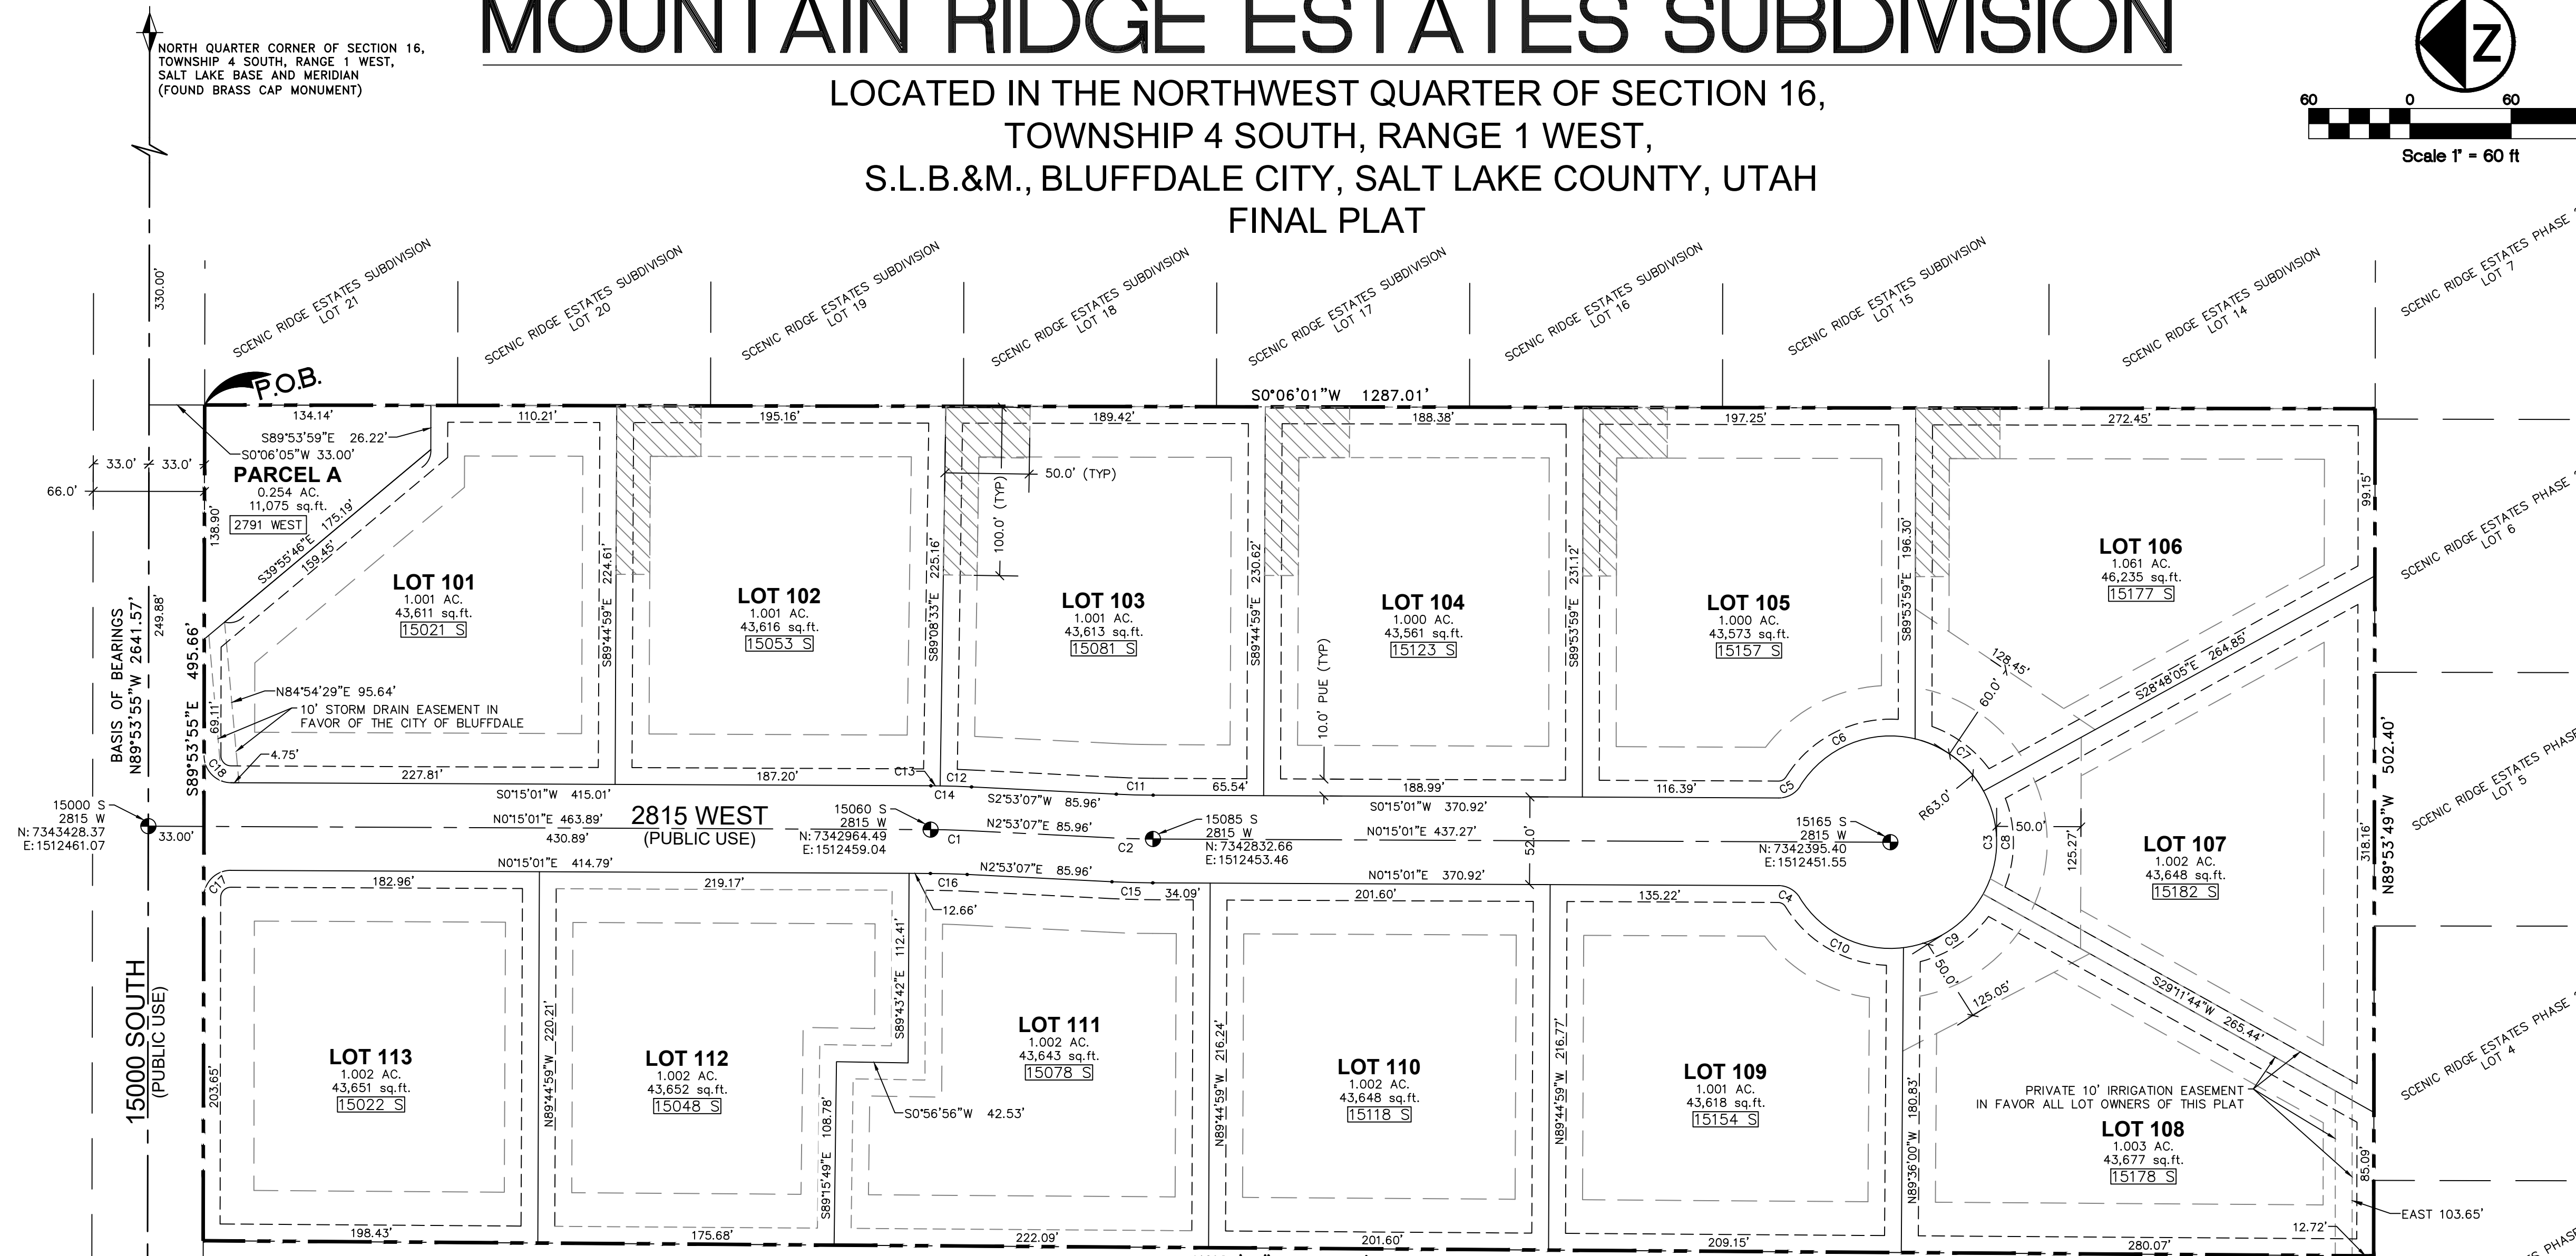 MOUNTAIN RIDGE ESTATES SUBDIVISION
LOCATED IN THE NORTHWEST QUARTER OF SECTION 16,
TOWNSHIP 4 SOUTH, RANGE 1 WEST,
S.L.B.&M., BLUFFDALE CITY, SALT LAKE COUNTY, UTAH
FINAL PLAT
NORTH QUARTER CORNER OF SECTION 16,
TOWNSHIP 4 SOUTH, RANGE 1 WEST,
SALT LAKE BASE AND MERIDIAN
(FOUND BRASS CAP MONUMENT)
Z
60 0 60
Scale 1" = 60 ft
330.00'
SCENIC RIDGE ESTATES SUBDIVISION
LOT 21
SCENIC RIDGE ESTATES SUBDIVISION
LOT 20
SCENIC RIDGE ESTATES SUBDIVISION
LOT 19
SCENIC RIDGE ESTATES SUBDIVISION
LOT 18
SCENIC RIDGE ESTATES SUBDIVISION
LOT 17
SCENIC RIDGE ESTATES SUBDIVISION
LOT 16
SCENIC RIDGE ESTATES SUBDIVISION
LOT 15
SCENIC RIDGE ESTATES SUBDIVISION
LOT 14
SCENIC RIDGE ESTATES PHASE
LOT 7
P.O.B.
S0°06'01"W 1287.01'
134.14'
110.21'
195.16'
189.42'
188.38'
197.25'
272.45'
S89°53'59"E 26.22'
S0°06'05"W 33.00'
33.0' 33.0'
66.0'
PARCEL A
0.254 AC.
11,075 sq.ft.
2791 WEST
138.90'
S39°55'46"E 175.19'
159.45'
50.0' (TYP)
100.0' (TYP)
99.15'
SCENIC RIDGE ESTATES PHASE
LOT 6
LOT 101
1.001 AC.
43,611 sq.ft.
15021 S
S89°44'59"E 224.61'
LOT 102
1.001 AC.
43,616 sq.ft.
15053 S
S89°08'33"E 225.16'
LOT 103
1.001 AC.
43,613 sq.ft.
15081 S
S89°44'59"E 230.62'
LOT 104
1.000 AC.
43,561 sq.ft.
15123 S
S89°53'59"E 231.12'
LOT 105
1.000 AC.
43,573 sq.ft.
15157 S
S89°53'59"E 196.30'
LOT 106
1.061 AC.
46,235 sq.ft.
15177 S
BASIS OF BEARINGS
N89°53'55"W 2641.57'
249.88'
S89°53'55"E 495.66'
69.11'
N84°54'29"E 95.64'
10' STORM DRAIN EASEMENT IN
FAVOR OF THE CITY OF BLUFFDALE
4.75'
C18
10.0' PUE (TYP)
128.45'
60.0'
S28°48'05"E 264.85'
C6
C7
C5
R63.0'
227.81'
187.20'
C13
C12
C14
C11
65.54'
188.99'
116.39'
S0°15'01"W 415.01'
S2°53'07"W 85.96'
S0°15'01"W 370.92'
15000 S
2815 W
N: 7343428.37
E: 1512461.07
33.00'
N0°15'01"E 463.89'
430.89'
2815 WEST
(PUBLIC USE)
15060 S
2815 W
N: 7342964.49
E: 1512459.04
C1
N2°53'07"E 85.96'
C2
15085 S
2815 W
N: 7342832.66
E: 1512453.46
N0°15'01"E 437.27'
52.0'
15165 S
2815 W
N: 7342395.40
E: 1512451.55
C3
C8
50.0'
125.27'
LOT 107
1.002 AC.
43,648 sq.ft.
15182 S
318.16'
N89°53'49"W 502.40'
SCENIC RIDGE ESTATES PHASE
LOT 5
N0°15'01"E 414.79'
N2°53'07"E 85.96'
N0°15'01"E 370.92'
C17
182.96'
219.17'
C16
C15
34.09'
201.60'
135.22'
C4
C10
C9
12.66'
50.0'
125.05'
S29°11'44"W 265.44'
15000 SOUTH
(PUBLIC USE)
203.65'
LOT 113
1.002 AC.
43,651 sq.ft.
15022 S
N89°44'59"W 220.21'
LOT 112
1.002 AC.
43,652 sq.ft.
15048 S
S89°43'42"E 112.41'
S0°56'56"W 42.53'
S89°15'49"E 108.78'
LOT 111
1.002 AC.
43,643 sq.ft.
15078 S
N89°44'59"W 216.24'
LOT 110
1.002 AC.
43,648 sq.ft.
15118 S
N89°44'59"W 216.77'
LOT 109
1.001 AC.
43,618 sq.ft.
15154 S
N89°36'00"W 180.83'
PRIVATE 10' IRRIGATION EASEMENT
IN FAVOR ALL LOT OWNERS OF THIS PLAT
LOT 108
1.003 AC.
43,677 sq.ft.
15178 S
85.09'
SCENIC RIDGE ESTATES PHASE
LOT 4
EAST 103.65'
12.72'
198.43'
175.68'
222.09'
201.60'
209.15'
280.07'